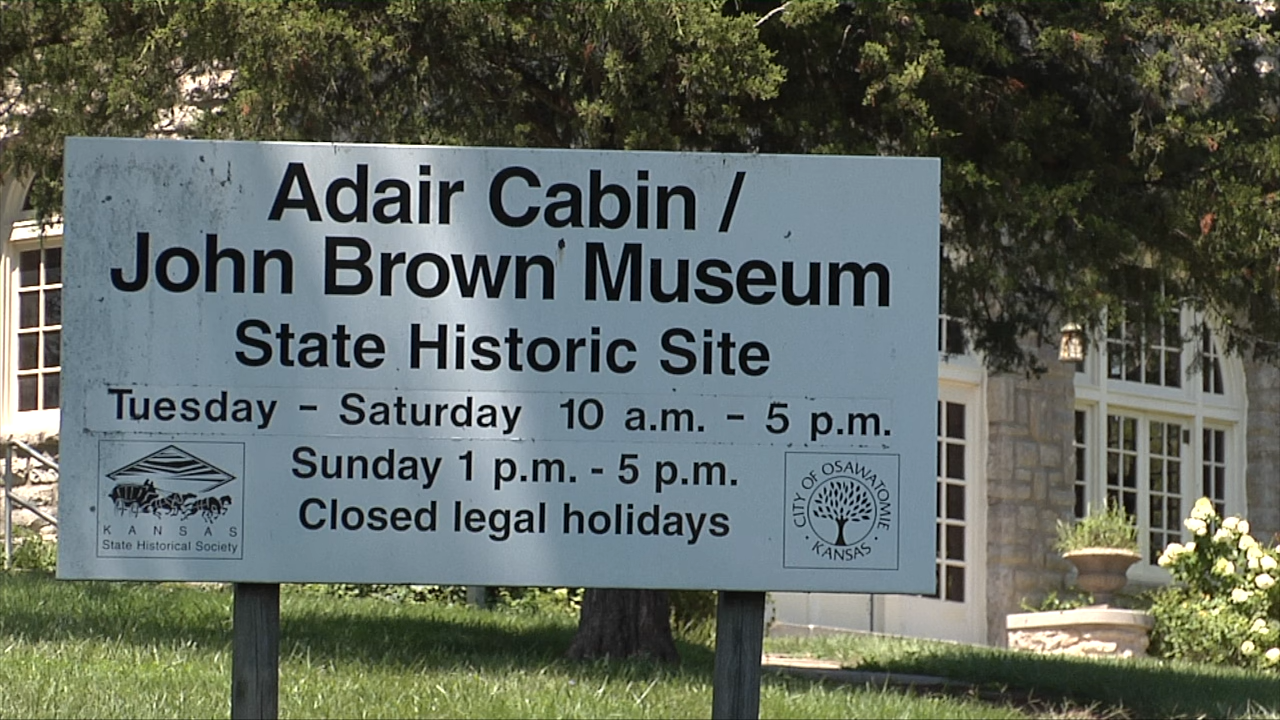 Adair Cabin /
John Brown Museum
State Historic Site
Tuesday – Saturday 10 a.m. – 5 p.m.
Sunday 1 p.m. - 5 p.m.
Closed legal holidays
KANSAS
State Historical Society
CITY OF OSAWATOMIE
KANSAS